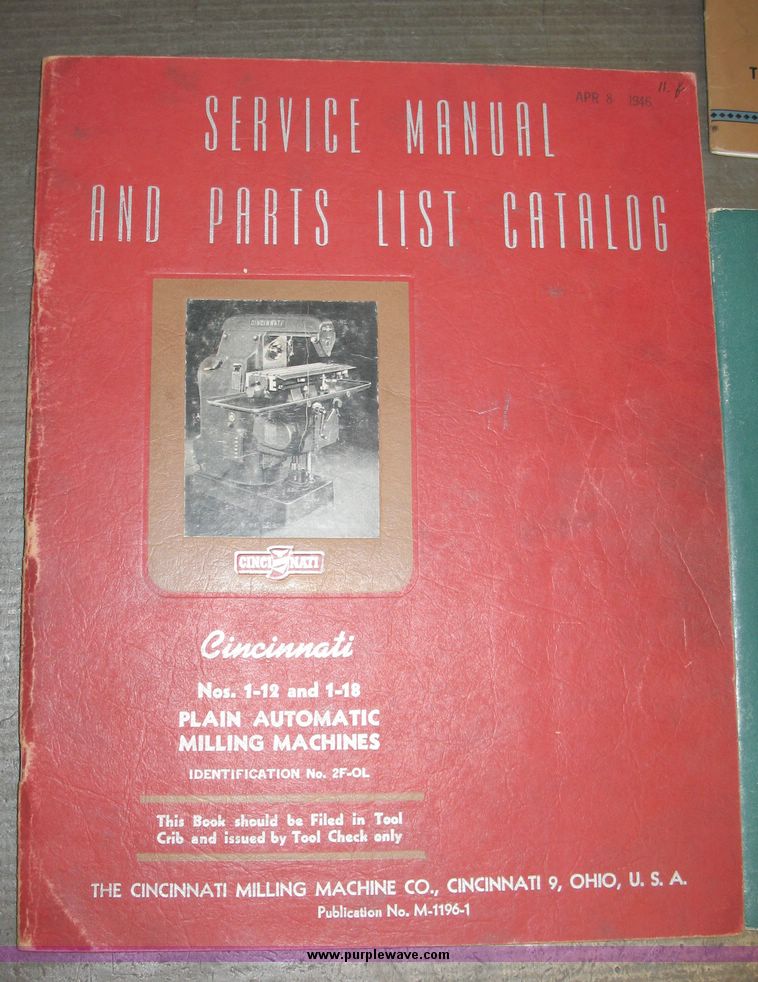 APR 8 1946
SERVICE MANUAL
AND PARTS LIST CATALOG
CINCINNATI
CINCINNATI
Cincinnati
Nos. 1-12 and 1-18
PLAIN AUTOMATIC
MILLING MACHINES
IDENTIFICATION No. 2F-OL
This Book should be Filed in Tool
Crib and issued by Tool Check only
THE CINCINNATI MILLING MACHINE CO., CINCINNATI 9, OHIO, U. S. A.
Publication No. M-1196-1
T
www.purplewave.com